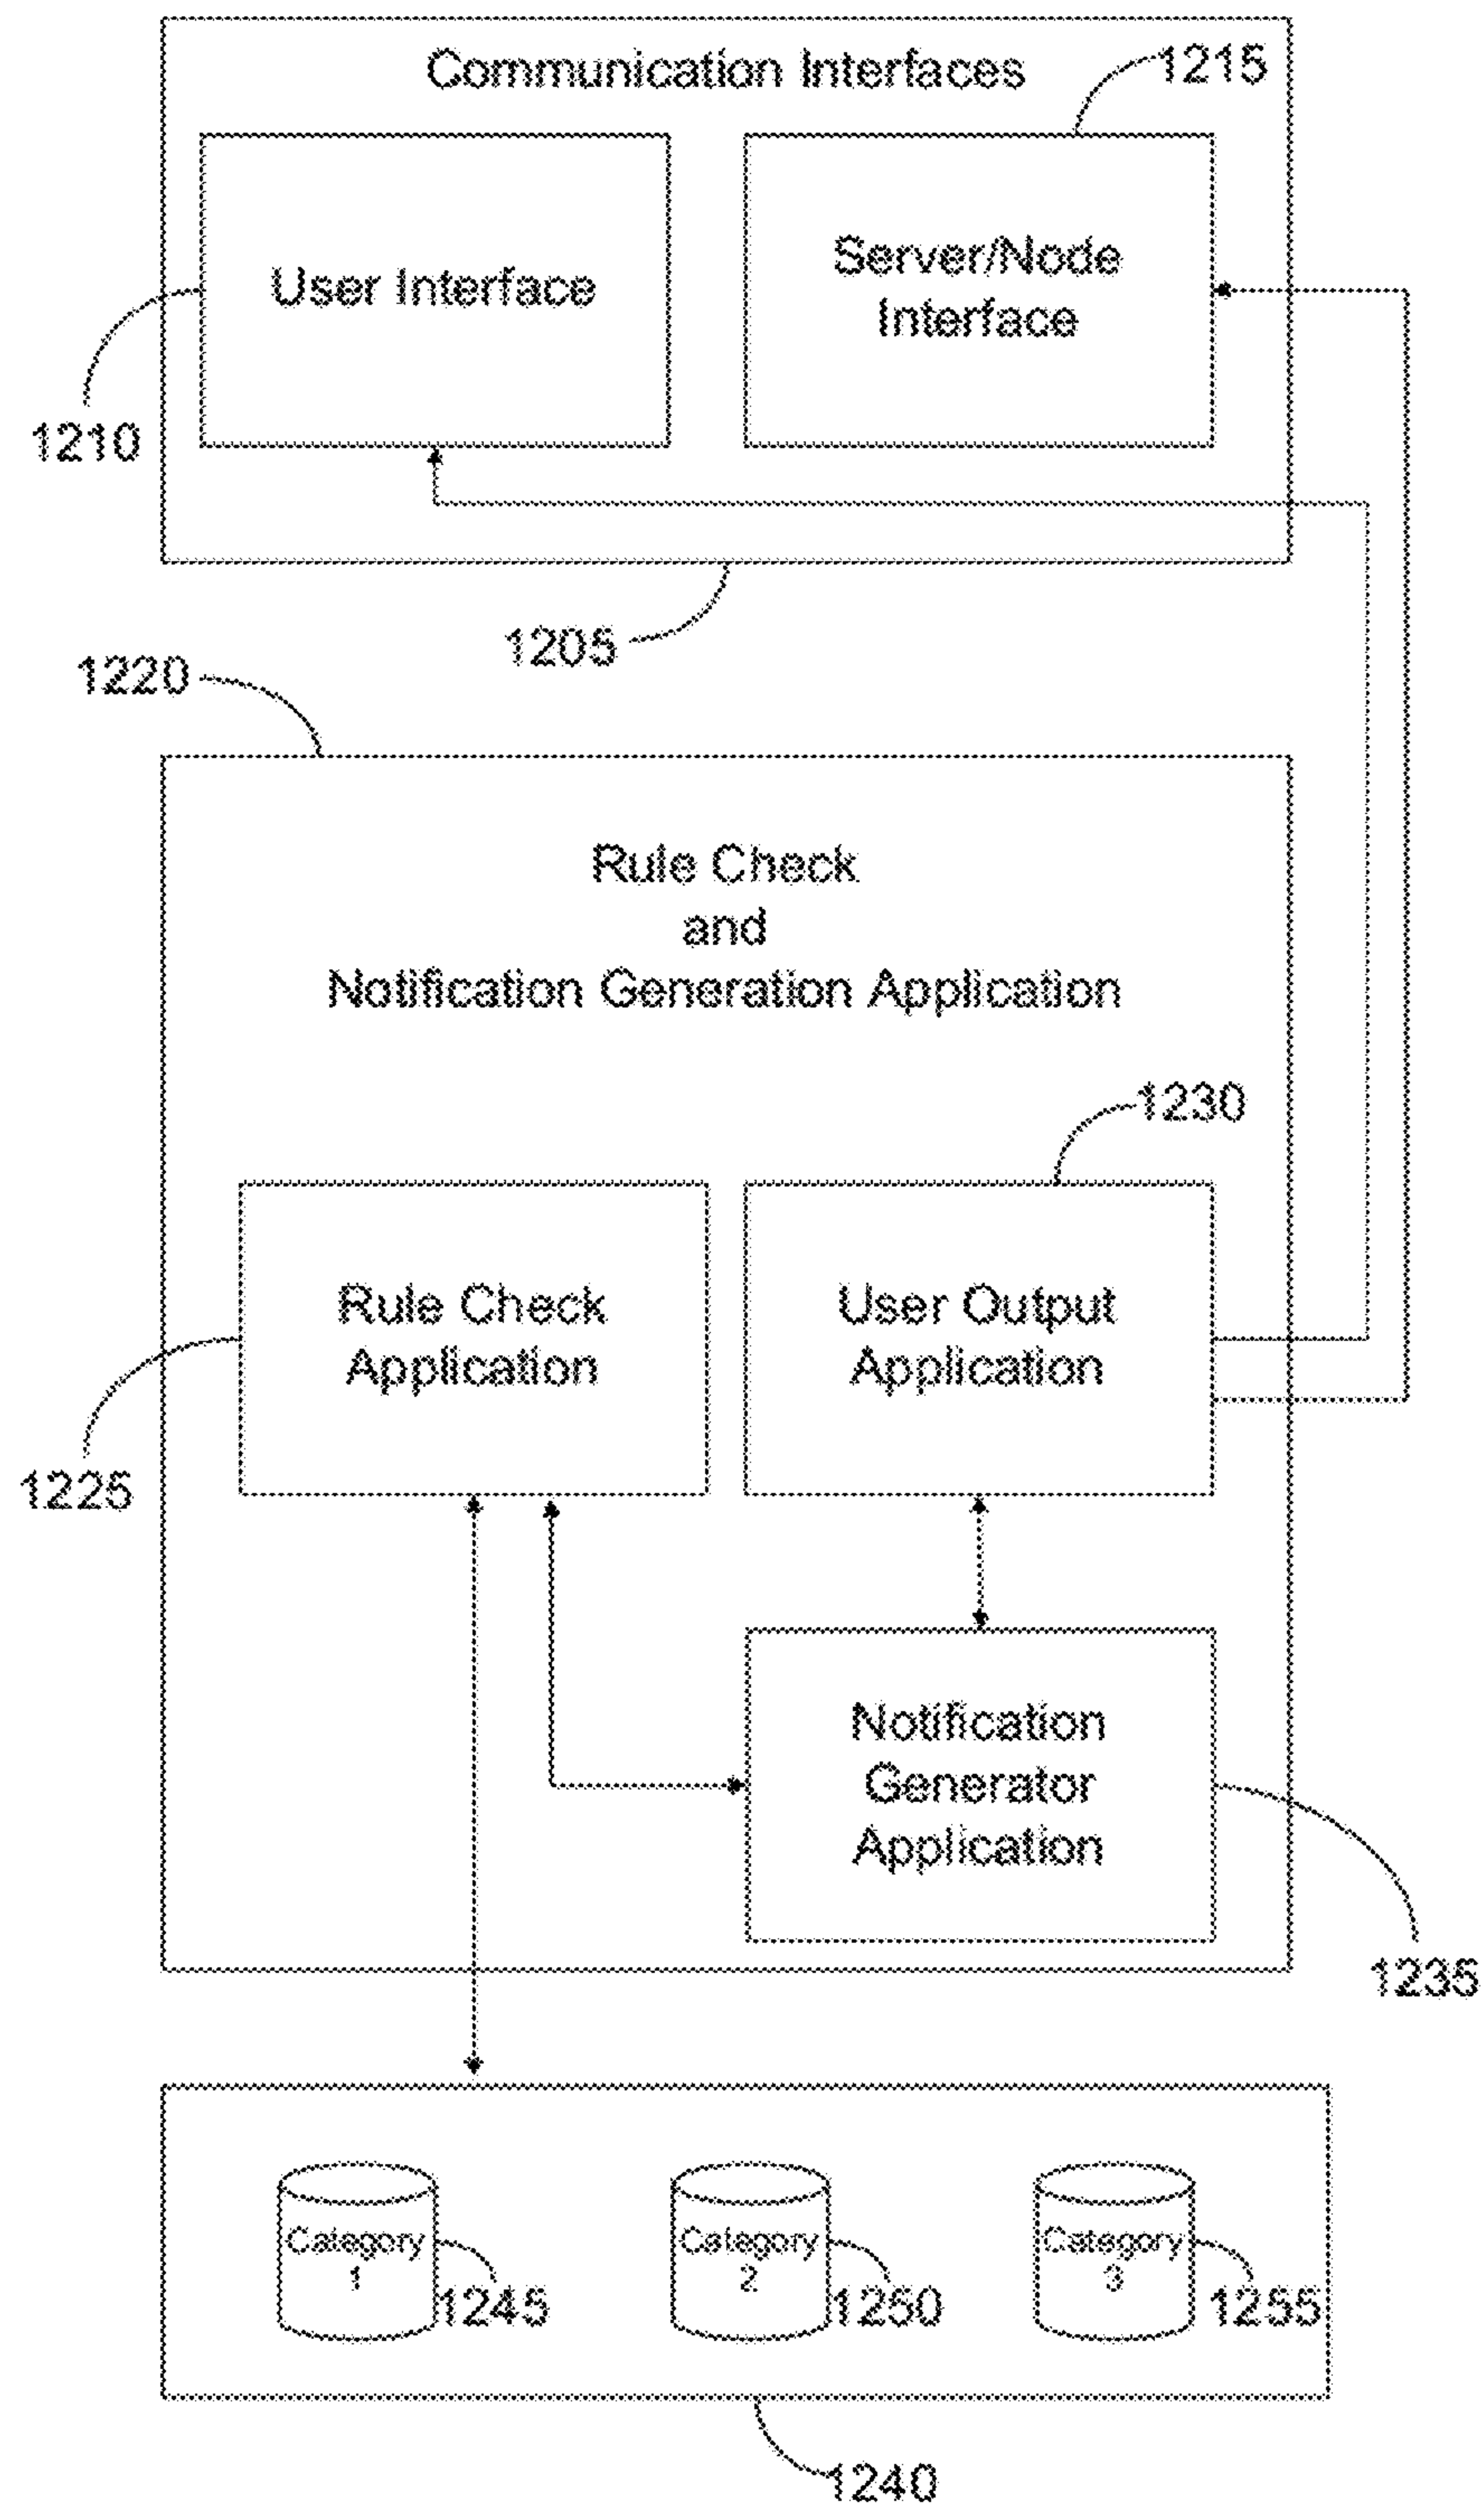 Communication Interfaces
1215
User Interface
Server/Node
Interface
1210
1205
1220
Rule Check
and
Notification Generation Application
1230
Rule Check
Application
User Output
Application
1225
Notification
Generator
Application
1235
Category
1
1245
Category
2
1250
Category
3
1255
1240